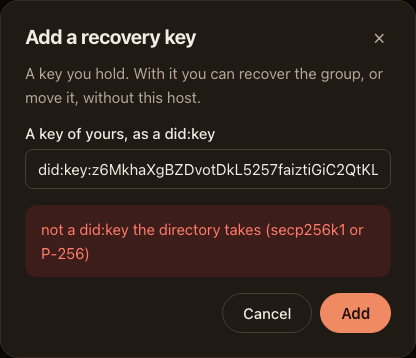 Add a recovery key
A key you hold. With it you can recover the group, or
move it, without this host.
A key of yours, as a did:key
did:key:z6MkhaXgBZDvotDkL5257faiztiGiC2QtKL
not a did:key the directory takes (secp256k1 or
P-256)
Cancel
Add